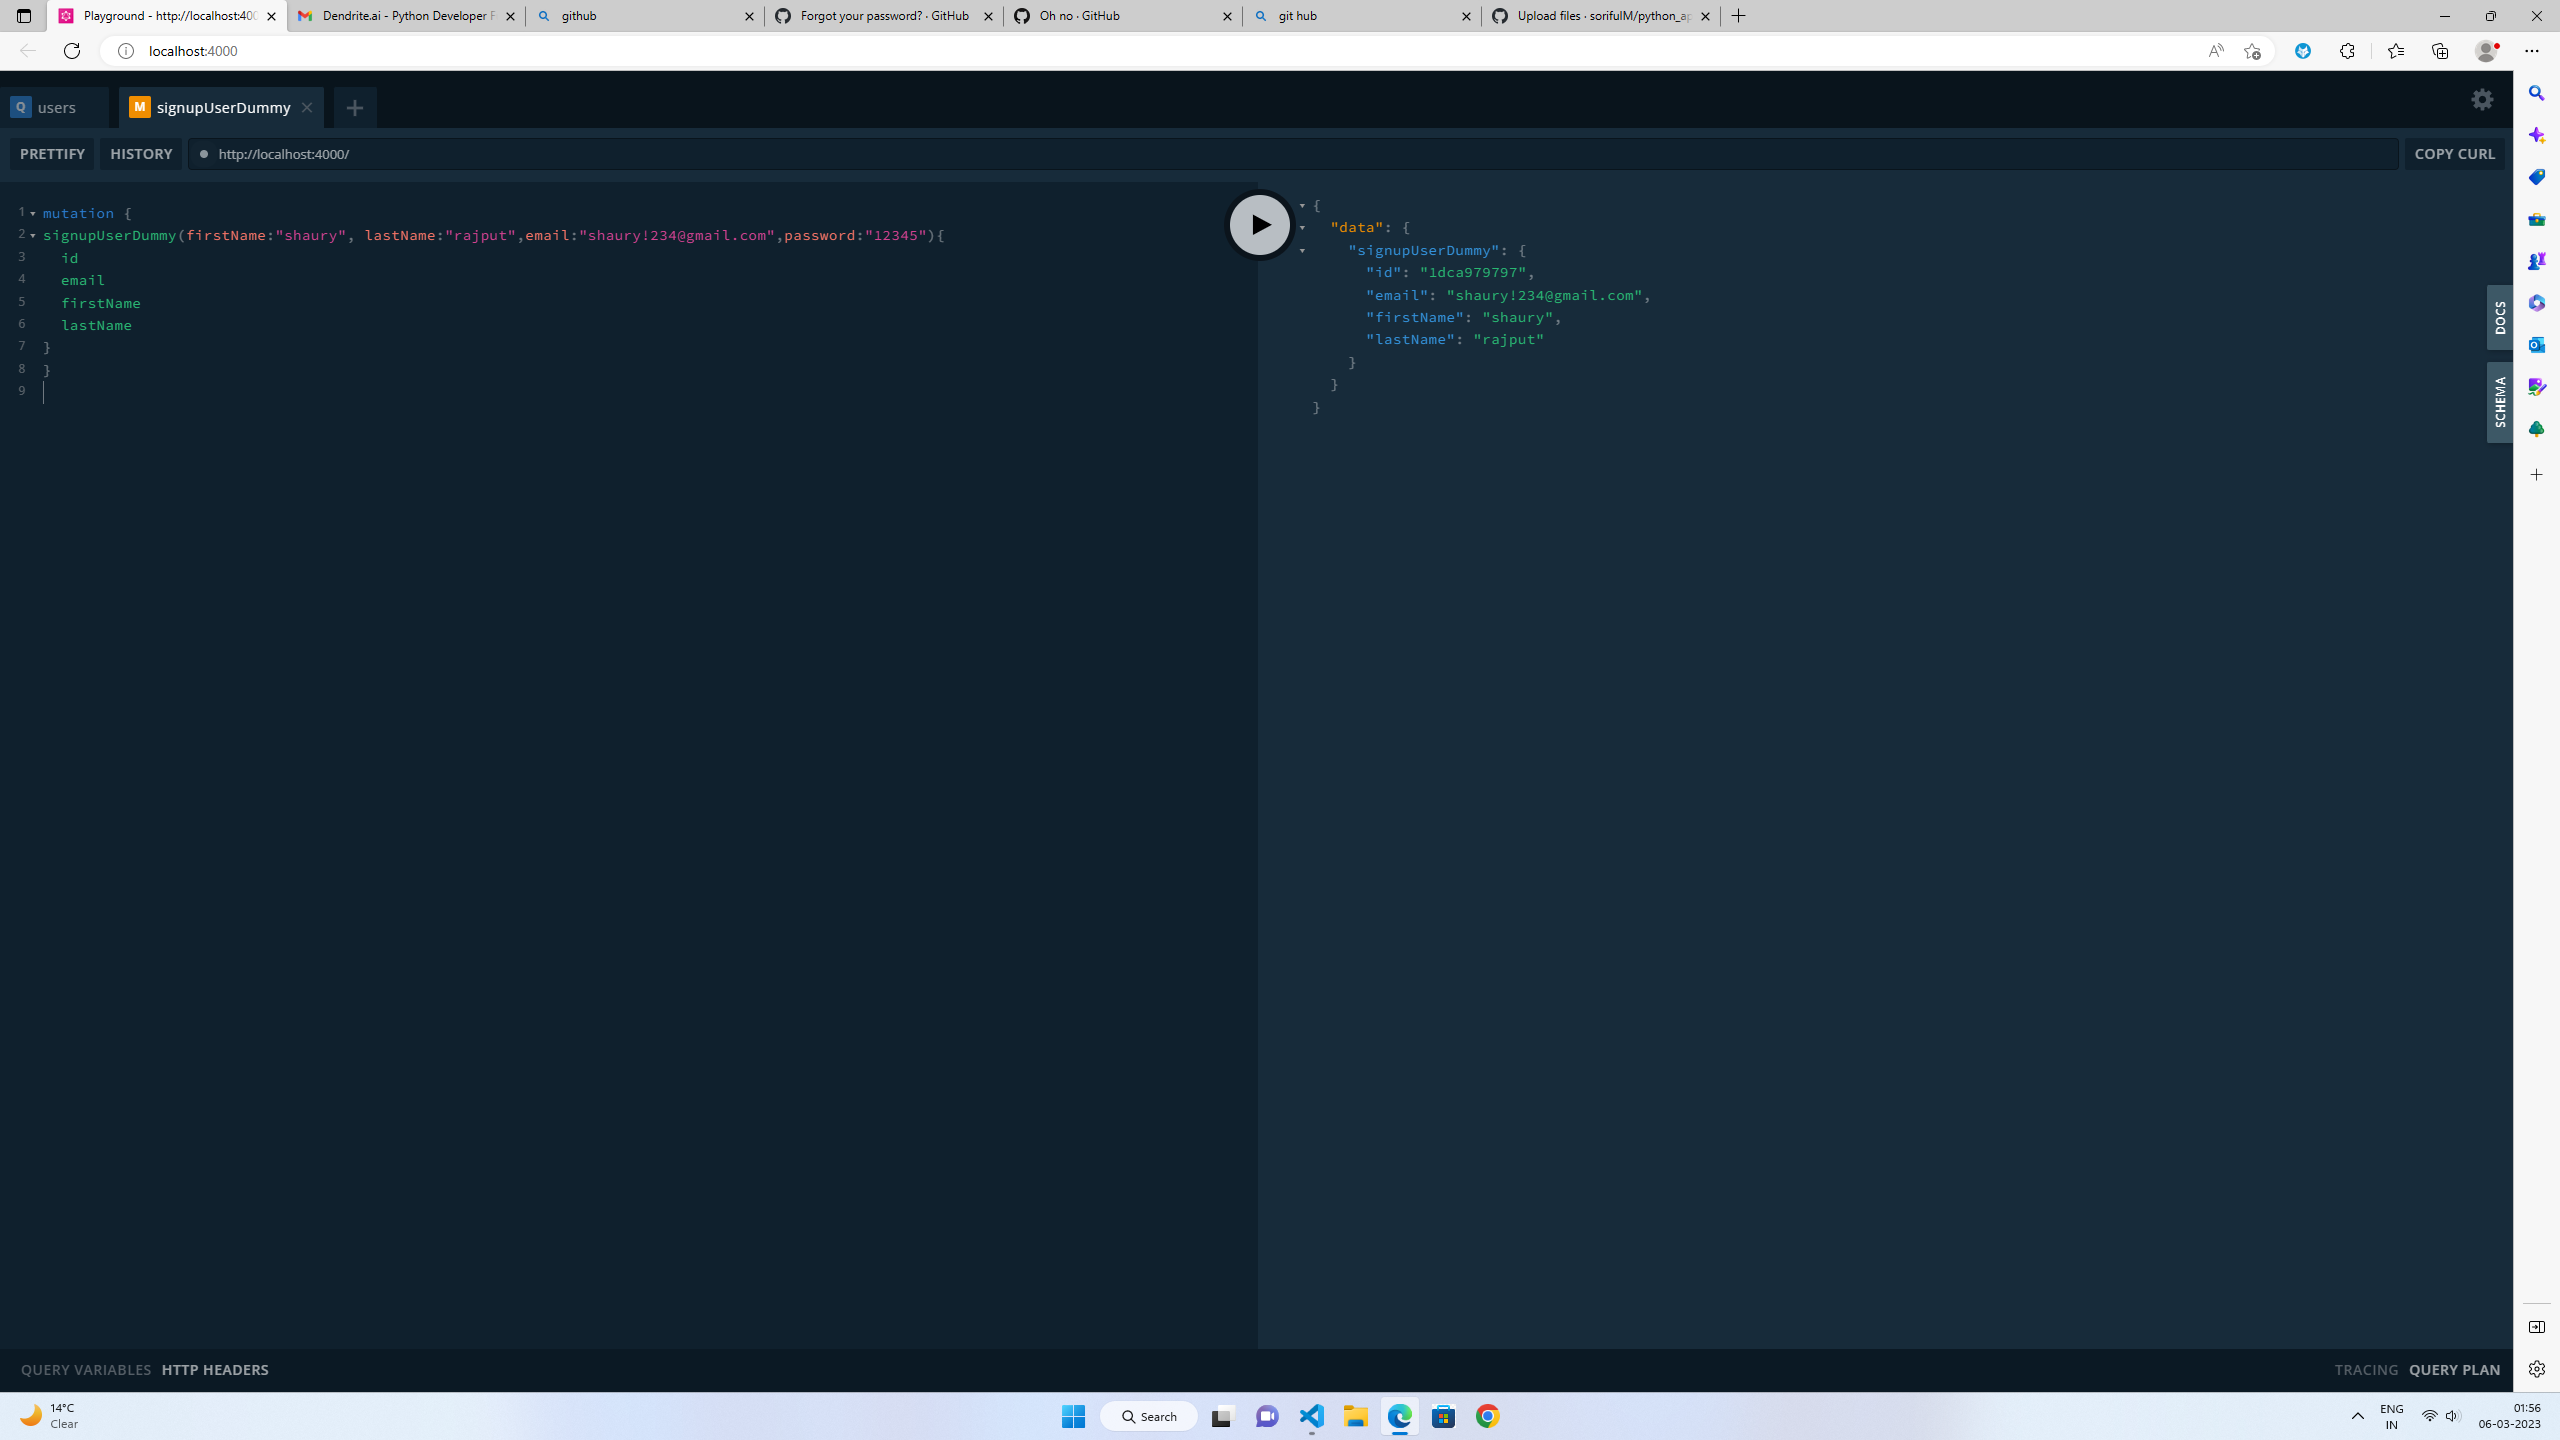 Playground - http://localhost:400
Dendrite.ai - Python Developer F
github
Forgot your password? · GitHub
Oh no · GitHub
git hub
Upload files · sorifulM/python_ap
localhost:4000
Q users
M signupUserDummy
PRETTIFY
HISTORY
http://localhost:4000/
COPY CURL
1 mutation {
2 signupUserDummy(firstName:"shaury", lastName:"rajput",email:"shaury!234@gmail.com",password:"12345"){
3 id
4 email
5 firstName
6 lastName
7 }
8 }
9
{
"data": {
"signupUserDummy": {
"id": "1dca979797",
"email": "shaury!234@gmail.com",
"firstName": "shaury",
"lastName": "rajput"
}
}
}
DOCS
SCHEMA
QUERY VARIABLES HTTP HEADERS
TRACING QUERY PLAN
14°C
Clear
Search
ENG
IN
01:56
06-03-2023